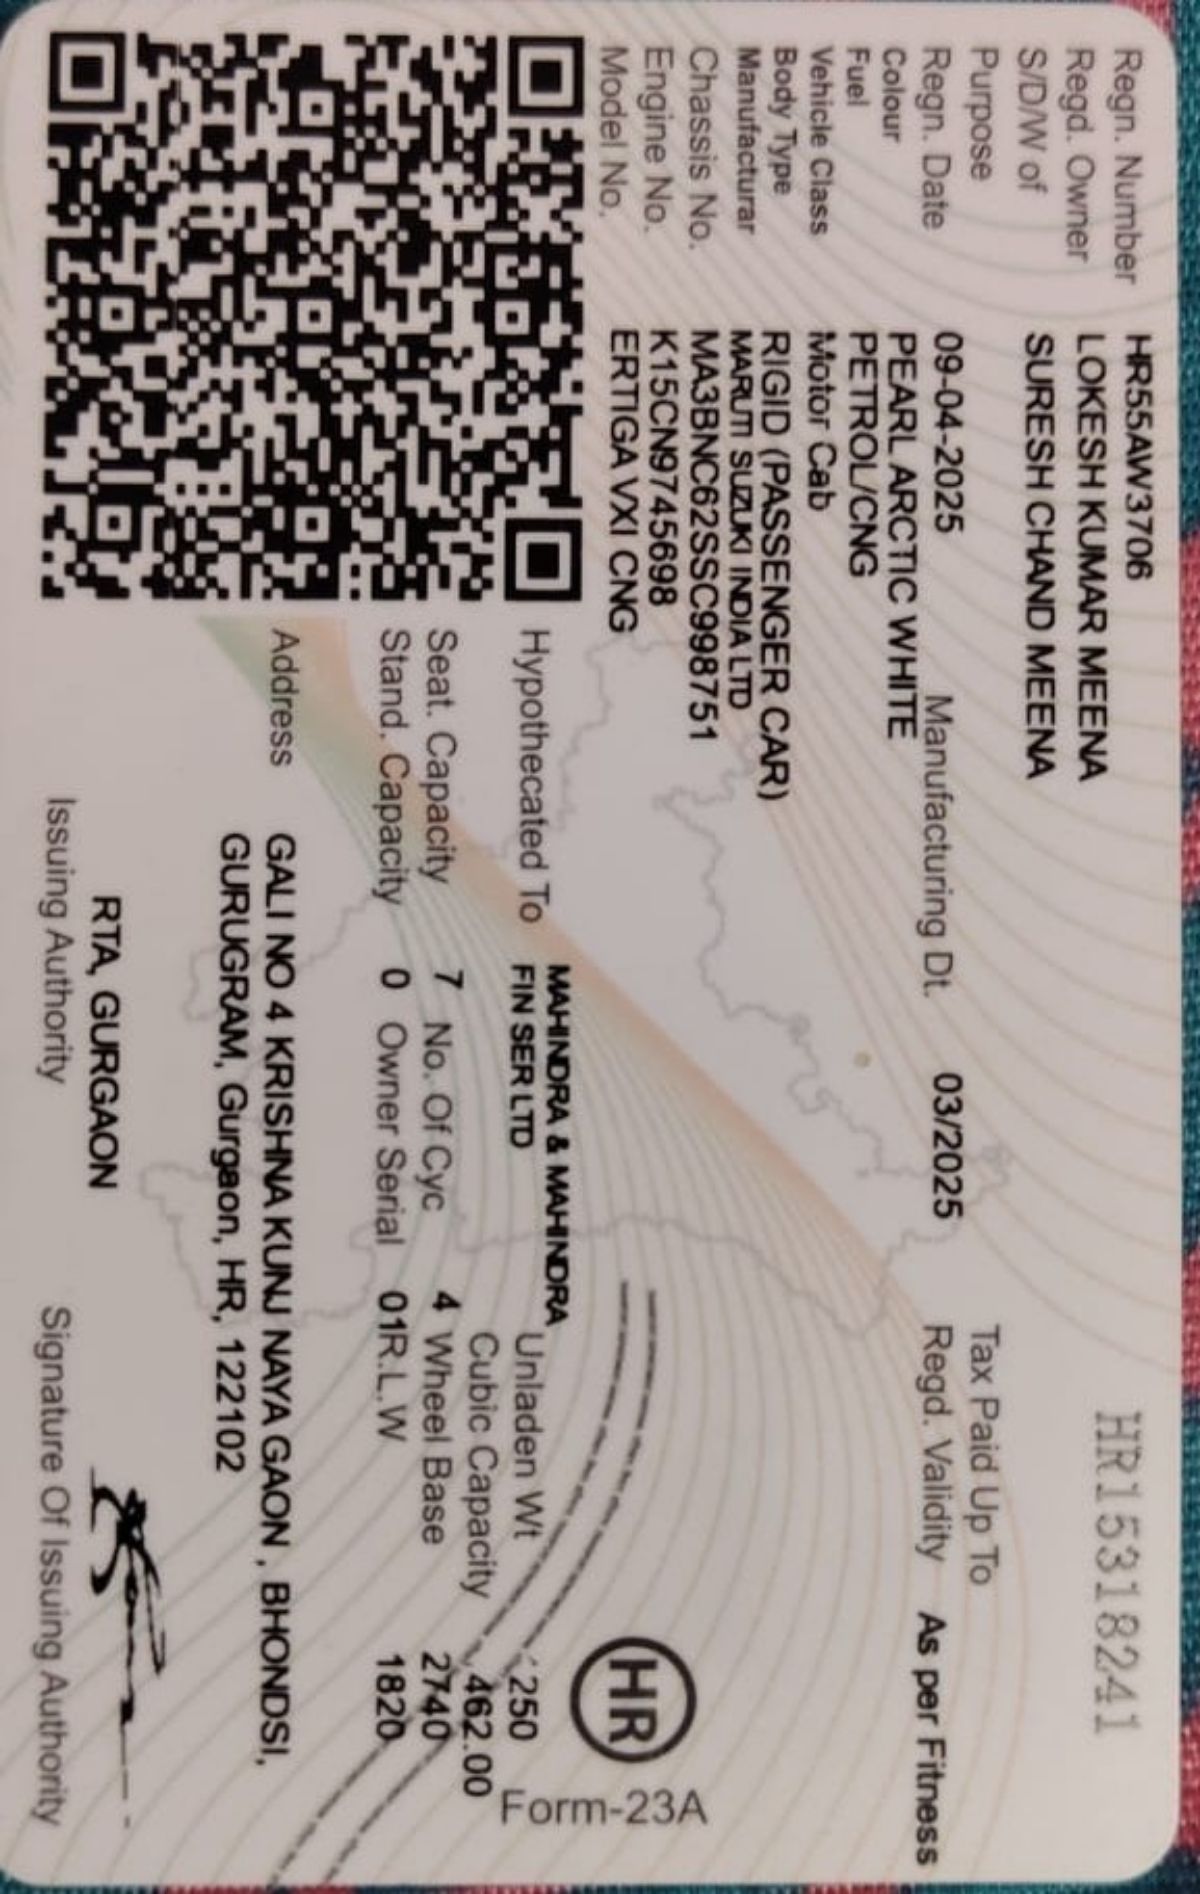 HR15318241
Regn. Number HR55AW3706
Regd. Owner LOKESH KUMAR MEENA
S/D/W of SURESH CHAND MEENA
Purpose Tax Paid Up To
Regn. Date 09-04-2025 Manufacturing Dt. 03/2025 Regd. Validity As per Fitness
Colour PEARL ARCTIC WHITE
Fuel PETROL/CNG
Vehicle Class Motor Cab
Body Type RIGID (PASSENGER CAR)
Manufacturar MARUTI SUZUKI INDIA LTD
Chassis No. MA3BNC62SSC998751
Engine No. K15CN9745698
Model No. ERTIGA VXI CNG
HR
Form-23A
Hypothecated To MAHINDRA & MAHINDRA
FIN SER LTD
Unladen Wt
Cubic Capacity
Seat. Capacity 7 No. Of Cyc 4 Wheel Base 2740
Stand. Capacity 0 Owner Serial 01 R.L.W 1820
Address GALI NO 4 KRISHNA KUNJ NAYA GAON , BHONDSI,
GURUGRAM, Gurgaon, HR, 122102
RTA, GURGAON
Issuing Authority Signature Of Issuing Authority